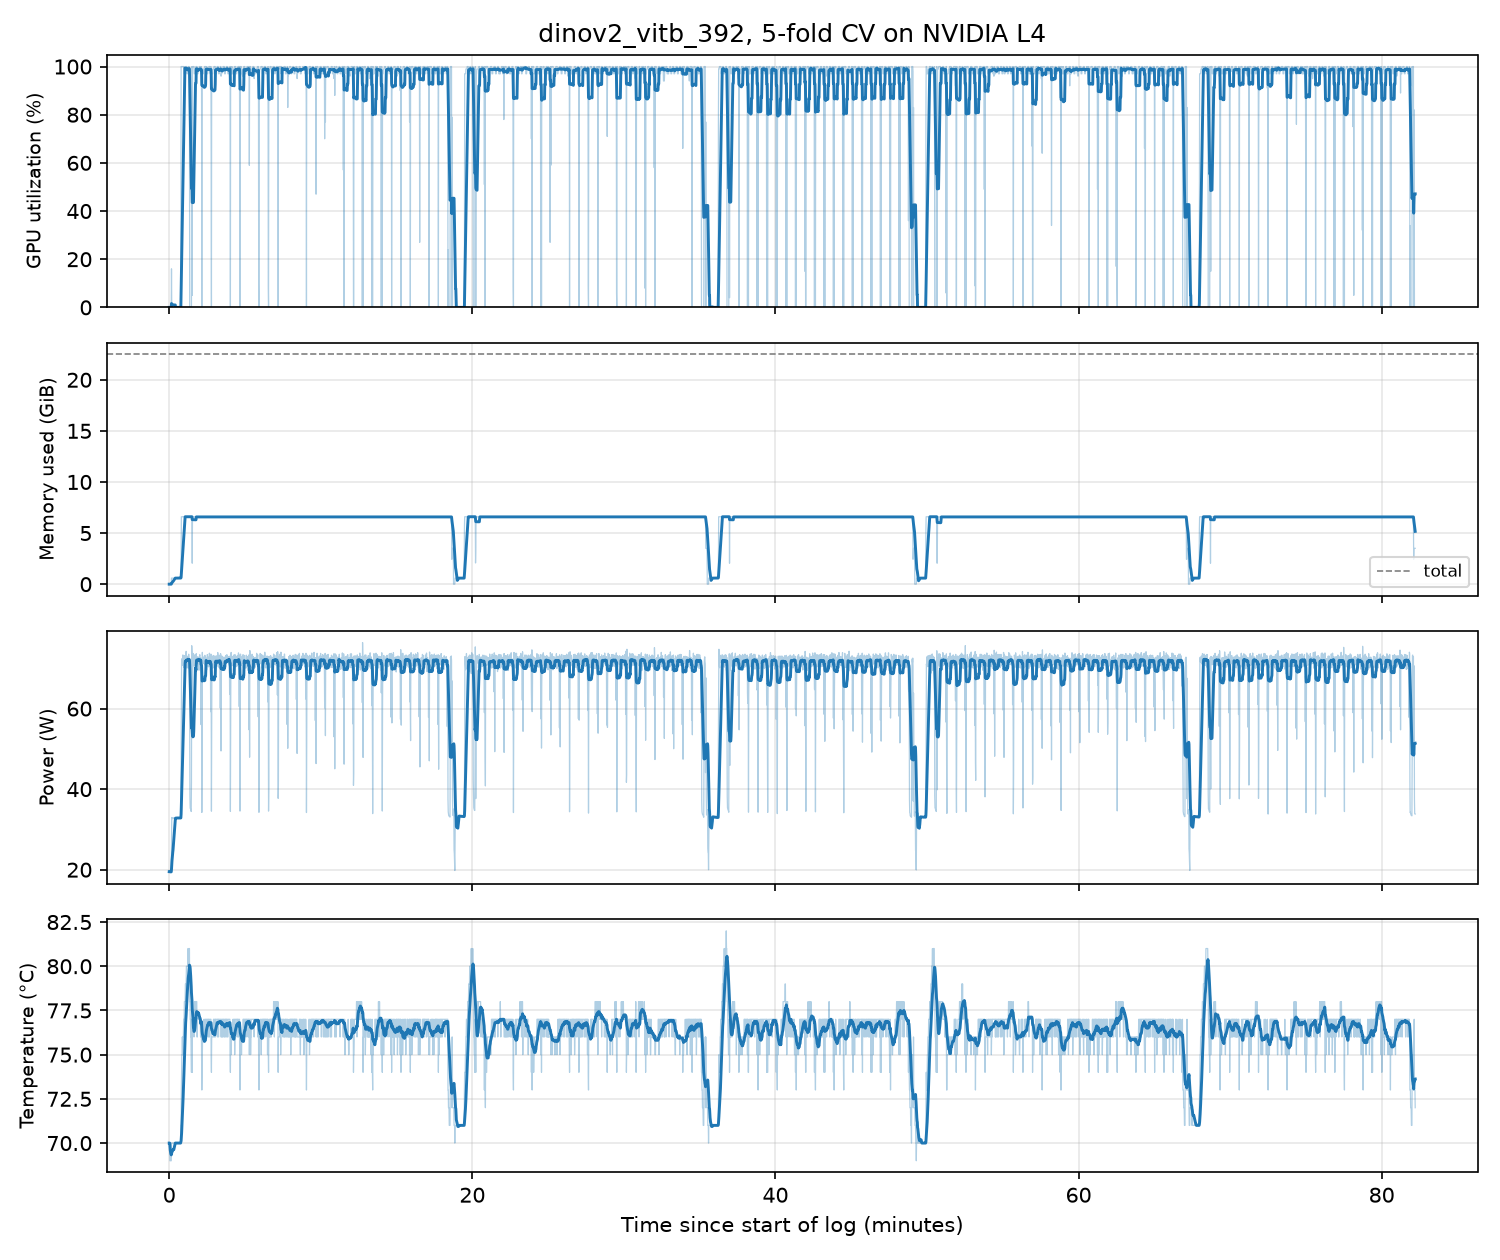 dinov2_vitb_392, 5-fold CV on NVIDIA L4
GPU utilization (%)
100
80
60
40
20
0
Memory used (GiB)
20
15
10
5
0
total
Power (W)
60
40
20
Temperature (°C)
82.5
80.0
77.5
75.0
72.5
70.0
0 20 40 60 80
Time since start of log (minutes)